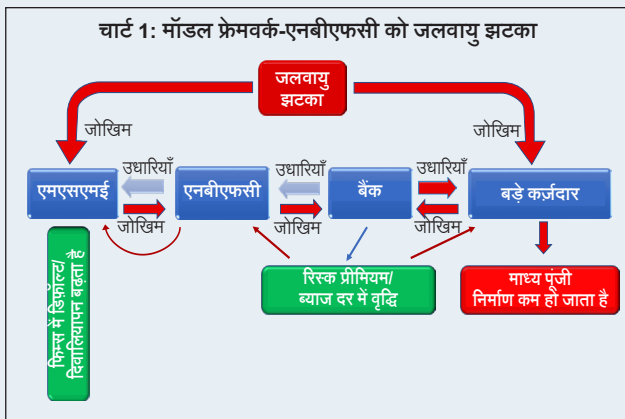 चार्ट 1: मॉडल फ्रेमवर्क-एनबीएफसी को जलवायु झटका
जलवायु
झटका
जोखिम
जोखिम
उधारियाँ
उधारियाँ
उधारियाँ
एमएसएमई
एनबीएफसी
बैंक
बड़े कर्ज़दार
जोखिम
जोखिम
जोखिम
फिर्म्स में डिफ़ॉल्ट/
दिवालियापन बढ़ता है
रिस्क प्रीमियम/
ब्याज दर में वृद्धि
माध्य पूंजी
निर्माण कम हो जाता है